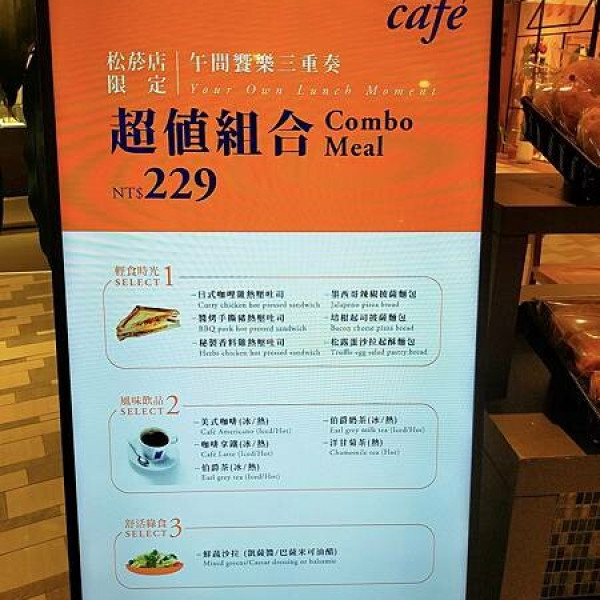 café
松菸店 午間饗樂三重奏
限 定 Your Own Lunch Moment
超值組合 Combo Meal
NT$229
輕食時光
SELECT 1
-日式咖哩雞熱壓吐司
Curry chicken hot pressed sandwich
-醬烤手撕豬熱壓吐司
BBQ pork hot pressed sandwich
-秘製香料雞熱壓吐司
Herbs chicken hot pressed sandwich
-墨西哥辣椒披薩麵包
Jalapeno pizza bread
-培根起司披薩麵包
Bacon cheese pizza bread
-松露蛋沙拉起酥麵包
Truffle egg salad pastry bread
風味飲品
SELECT 2
-美式咖啡(冰/熱)
Café Americano (Iced/Hot)
-咖啡拿鐵(冰/熱)
Café Latte (Iced/Hot)
-伯爵茶(冰/熱)
Earl grey tea (Iced/Hot)
-伯爵奶茶(冰/熱)
Earl grey milk tea (Iced/Hot)
-洋甘菊茶(熱)
Chamomile tea (Hot)
舒活綠食
SELECT 3
-鮮蔬沙拉 (凱薩醬/巴薩米可油醋)
Mixed greens/Caesar dressing or balsamic